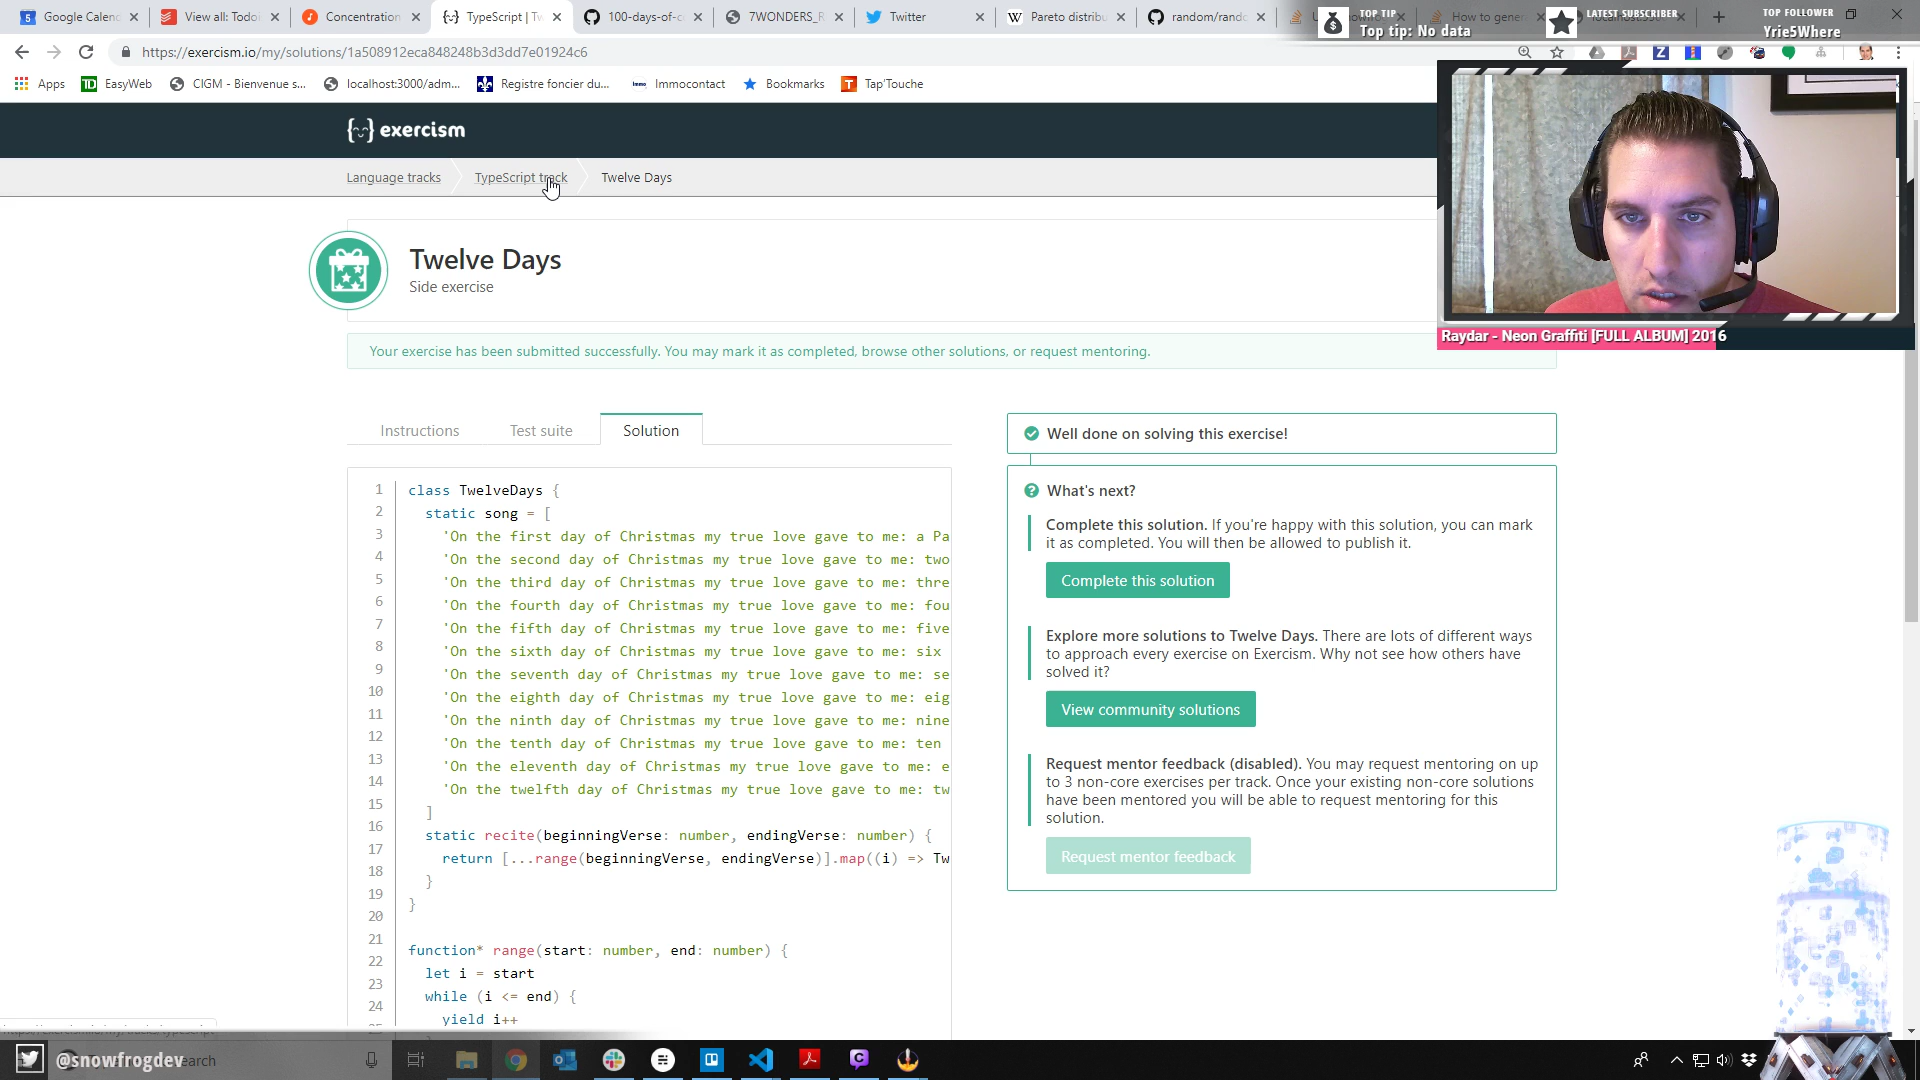 Google Calen
View all: Todoi
Concentration
TypeScript | Tw
100-days-of-c
7WONDERS_R
Twitter
Pareto distribu
random/rando
How to gene
TOP TIP
Top tip: No data
LATEST SUBSCRIBER
TOP FOLLOWER
Yrie5Where
https://exercism.io/my/solutions/1a508912eca848248b3d3dd7e01924c6
Apps
EasyWeb
CIGM - Bienvenue s...
localhost:3000/adm...
Registre foncier du...
Immocontact
Bookmarks
Tap'Touche
exercism
Language tracks
TypeScript track
Twelve Days
Twelve Days
Side exercise
Raydar - Neon Graffiti [FULL ALBUM] 2016
Your exercise has been submitted successfully. You may mark it as completed, browse other solutions, or request mentoring.
Instructions
Test suite
Solution
1 class TwelveDays {
2 static song = [
3 'On the first day of Christmas my true love gave to me: a Pa
4 'On the second day of Christmas my true love gave to me: two
5 'On the third day of Christmas my true love gave to me: thre
6 'On the fourth day of Christmas my true love gave to me: fou
7 'On the fifth day of Christmas my true love gave to me: five
8 'On the sixth day of Christmas my true love gave to me: six
9 'On the seventh day of Christmas my true love gave to me: se
10 'On the eighth day of Christmas my true love gave to me: eig
11 'On the ninth day of Christmas my true love gave to me: nine
12 'On the tenth day of Christmas my true love gave to me: ten
13 'On the eleventh day of Christmas my true love gave to me: e
14 'On the twelfth day of Christmas my true love gave to me: tw
15 ]
16 static recite(beginningVerse: number, endingVerse: number) {
17 return [...range(beginningVerse, endingVerse)].map((i) => Tw
18 }
19 }
20
21 function* range(start: number, end: number) {
22 let i = start
23 while (i <= end) {
24 yield i++
Well done on solving this exercise!
What's next?
Complete this solution. If you're happy with this solution, you can mark
it as completed. You will then be allowed to publish it.
Complete this solution
Explore more solutions to Twelve Days. There are lots of different ways
to approach every exercise on Exercism. Why not see how others have
solved it?
View community solutions
Request mentor feedback (disabled). You may request mentoring on up
to 3 non-core exercises per track. Once your existing non-core solutions
have been mentored you will be able to request mentoring for this
solution.
Request mentor feedback
@snowfrogdev
earch